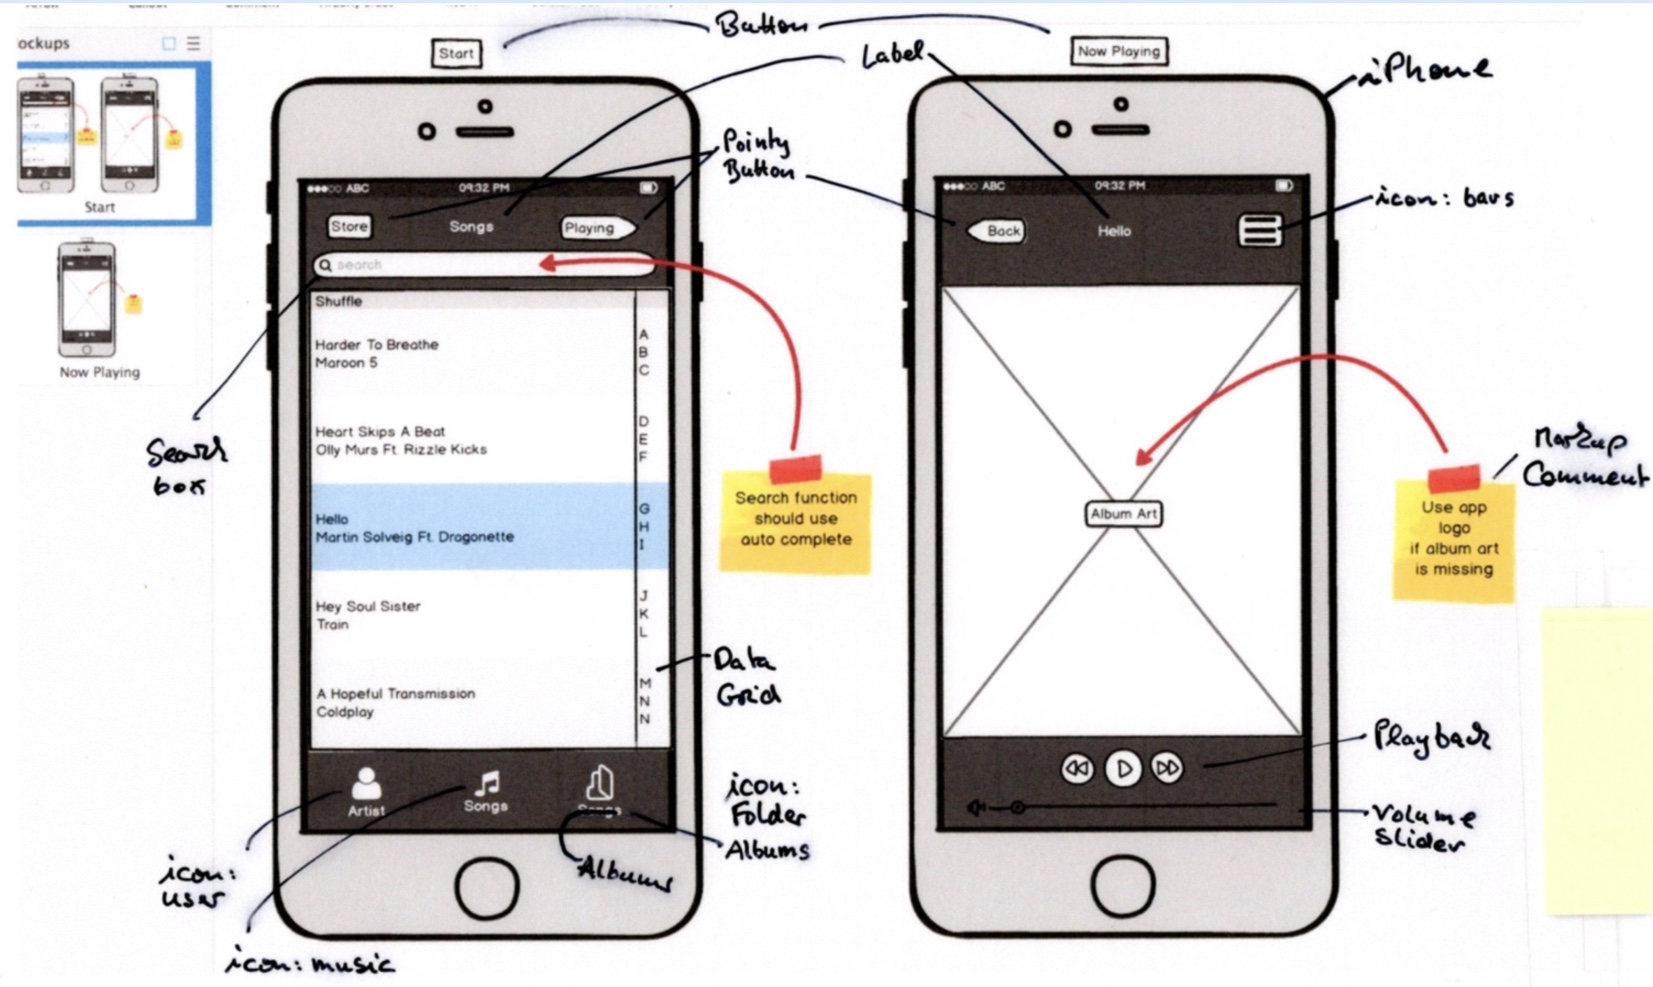 ockups
Start
Now Playing
Button
Label
iPhone
Pointy
Button
icon: bars
Search
box
Data
Grid
icon:
Folder
Albums
Albums
icon:
user
icon: music
Markup
Comment
Playback
Volume
Slider
Start
●●●○○ ABC 09:32 PM
Store Songs Playing
search
Shuffle
Harder To Breathe
Maroon 5
A
B
C
Heart Skips A Beat
Olly Murs Ft. Rizzle Kicks
D
E
F
Hello
Martin Solveig Ft. Dragonette
G
H
I
Hey Soul Sister
Train
J
K
L
A Hopeful Transmission
Coldplay
M
N
N
Artist Songs Songs
Search function
should use
auto complete
Now Playing
●●●○○ ABC 09:32 PM
Back Hello
Album Art
Use app
logo
if album art
is missing